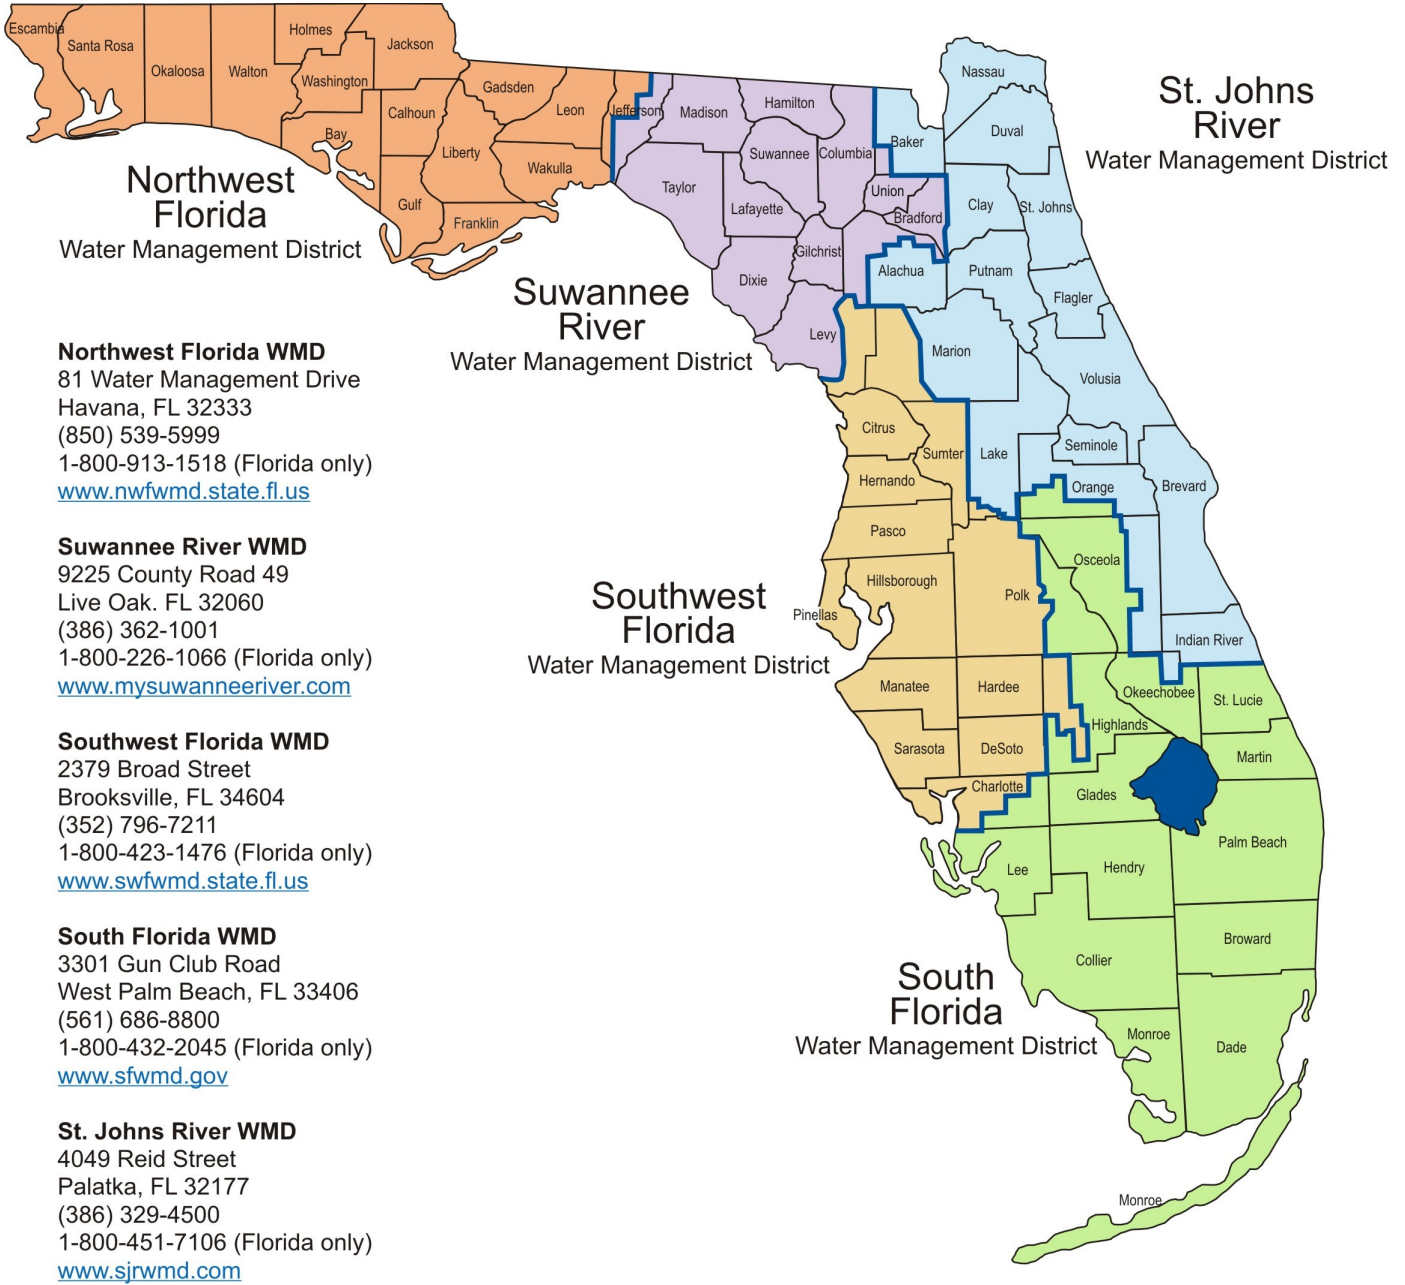 Escambia
Santa Rosa
Okaloosa
Walton
Holmes
Washington
Jackson
Bay
Calhoun
Gulf
Liberty
Gadsden
Franklin
Leon
Wakulla
Jefferson
Madison
Taylor
Hamilton
Suwannee
Lafayette
Columbia
Dixie
Gilchrist
Levy
Union
Bradford
Alachua
Baker
Nassau
Duval
Clay
St. Johns
Putnam
Flagler
Marion
Volusia
Citrus
Sumter
Lake
Seminole
Orange
Brevard
Hernando
Pasco
Pinellas
Hillsborough
Polk
Osceola
Indian River
Manatee
Hardee
Highlands
Okeechobee
St. Lucie
Sarasota
DeSoto
Charlotte
Glades
Martin
Lee
Hendry
Palm Beach
Collier
Broward
Monroe
Dade
Monroe
Northwest
Florida
Water Management District
Suwannee
River
Water Management District
St. Johns
River
Water Management District
Southwest
Florida
Water Management District
South
Florida
Water Management District
Northwest Florida WMD
81 Water Management Drive
Havana, FL 32333
(850) 539-5999
1-800-913-1518 (Florida only)
www.nwfwmd.state.fl.us
Suwannee River WMD
9225 County Road 49
Live Oak. FL 32060
(386) 362-1001
1-800-226-1066 (Florida only)
www.mysuwanneeriver.com
Southwest Florida WMD
2379 Broad Street
Brooksville, FL 34604
(352) 796-7211
1-800-423-1476 (Florida only)
www.swfwmd.state.fl.us
South Florida WMD
3301 Gun Club Road
West Palm Beach, FL 33406
(561) 686-8800
1-800-432-2045 (Florida only)
www.sfwmd.gov
St. Johns River WMD
4049 Reid Street
Palatka, FL 32177
(386) 329-4500
1-800-451-7106 (Florida only)
www.sjrwmd.com